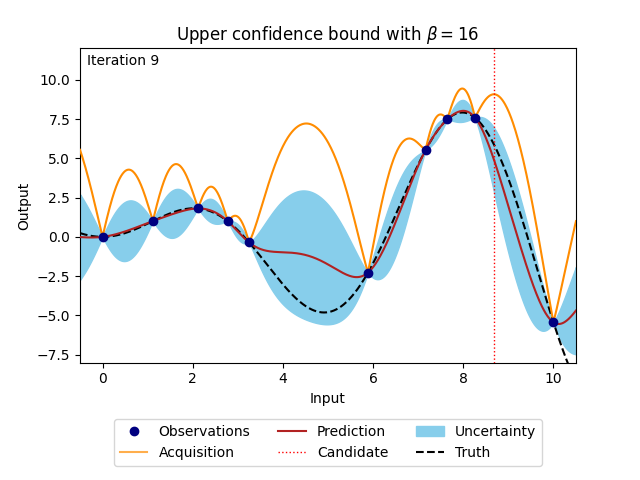 Upper confidence bound with β = 16
Iteration 9
10.0
7.5
5.0
2.5
0.0
−2.5
−5.0
−7.5
Output
0 2 4 6 8 10
Input
Observations Prediction Uncertainty
Acquisition Candidate Truth